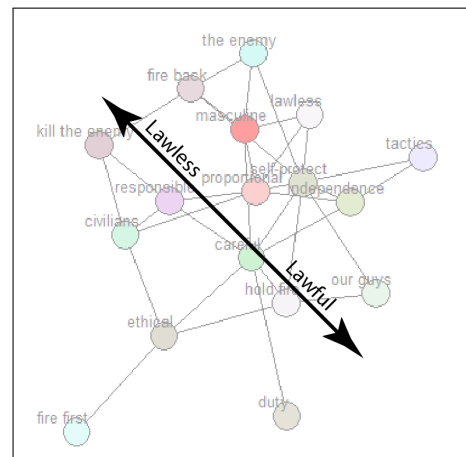 the enemy
fire back
masculine
lawless
kill the enemy
Lawless
tactics
self-protect
responsible
proportional
independence
civilians
careful
Lawful
our guys
hold fire
ethical
duty
fire first